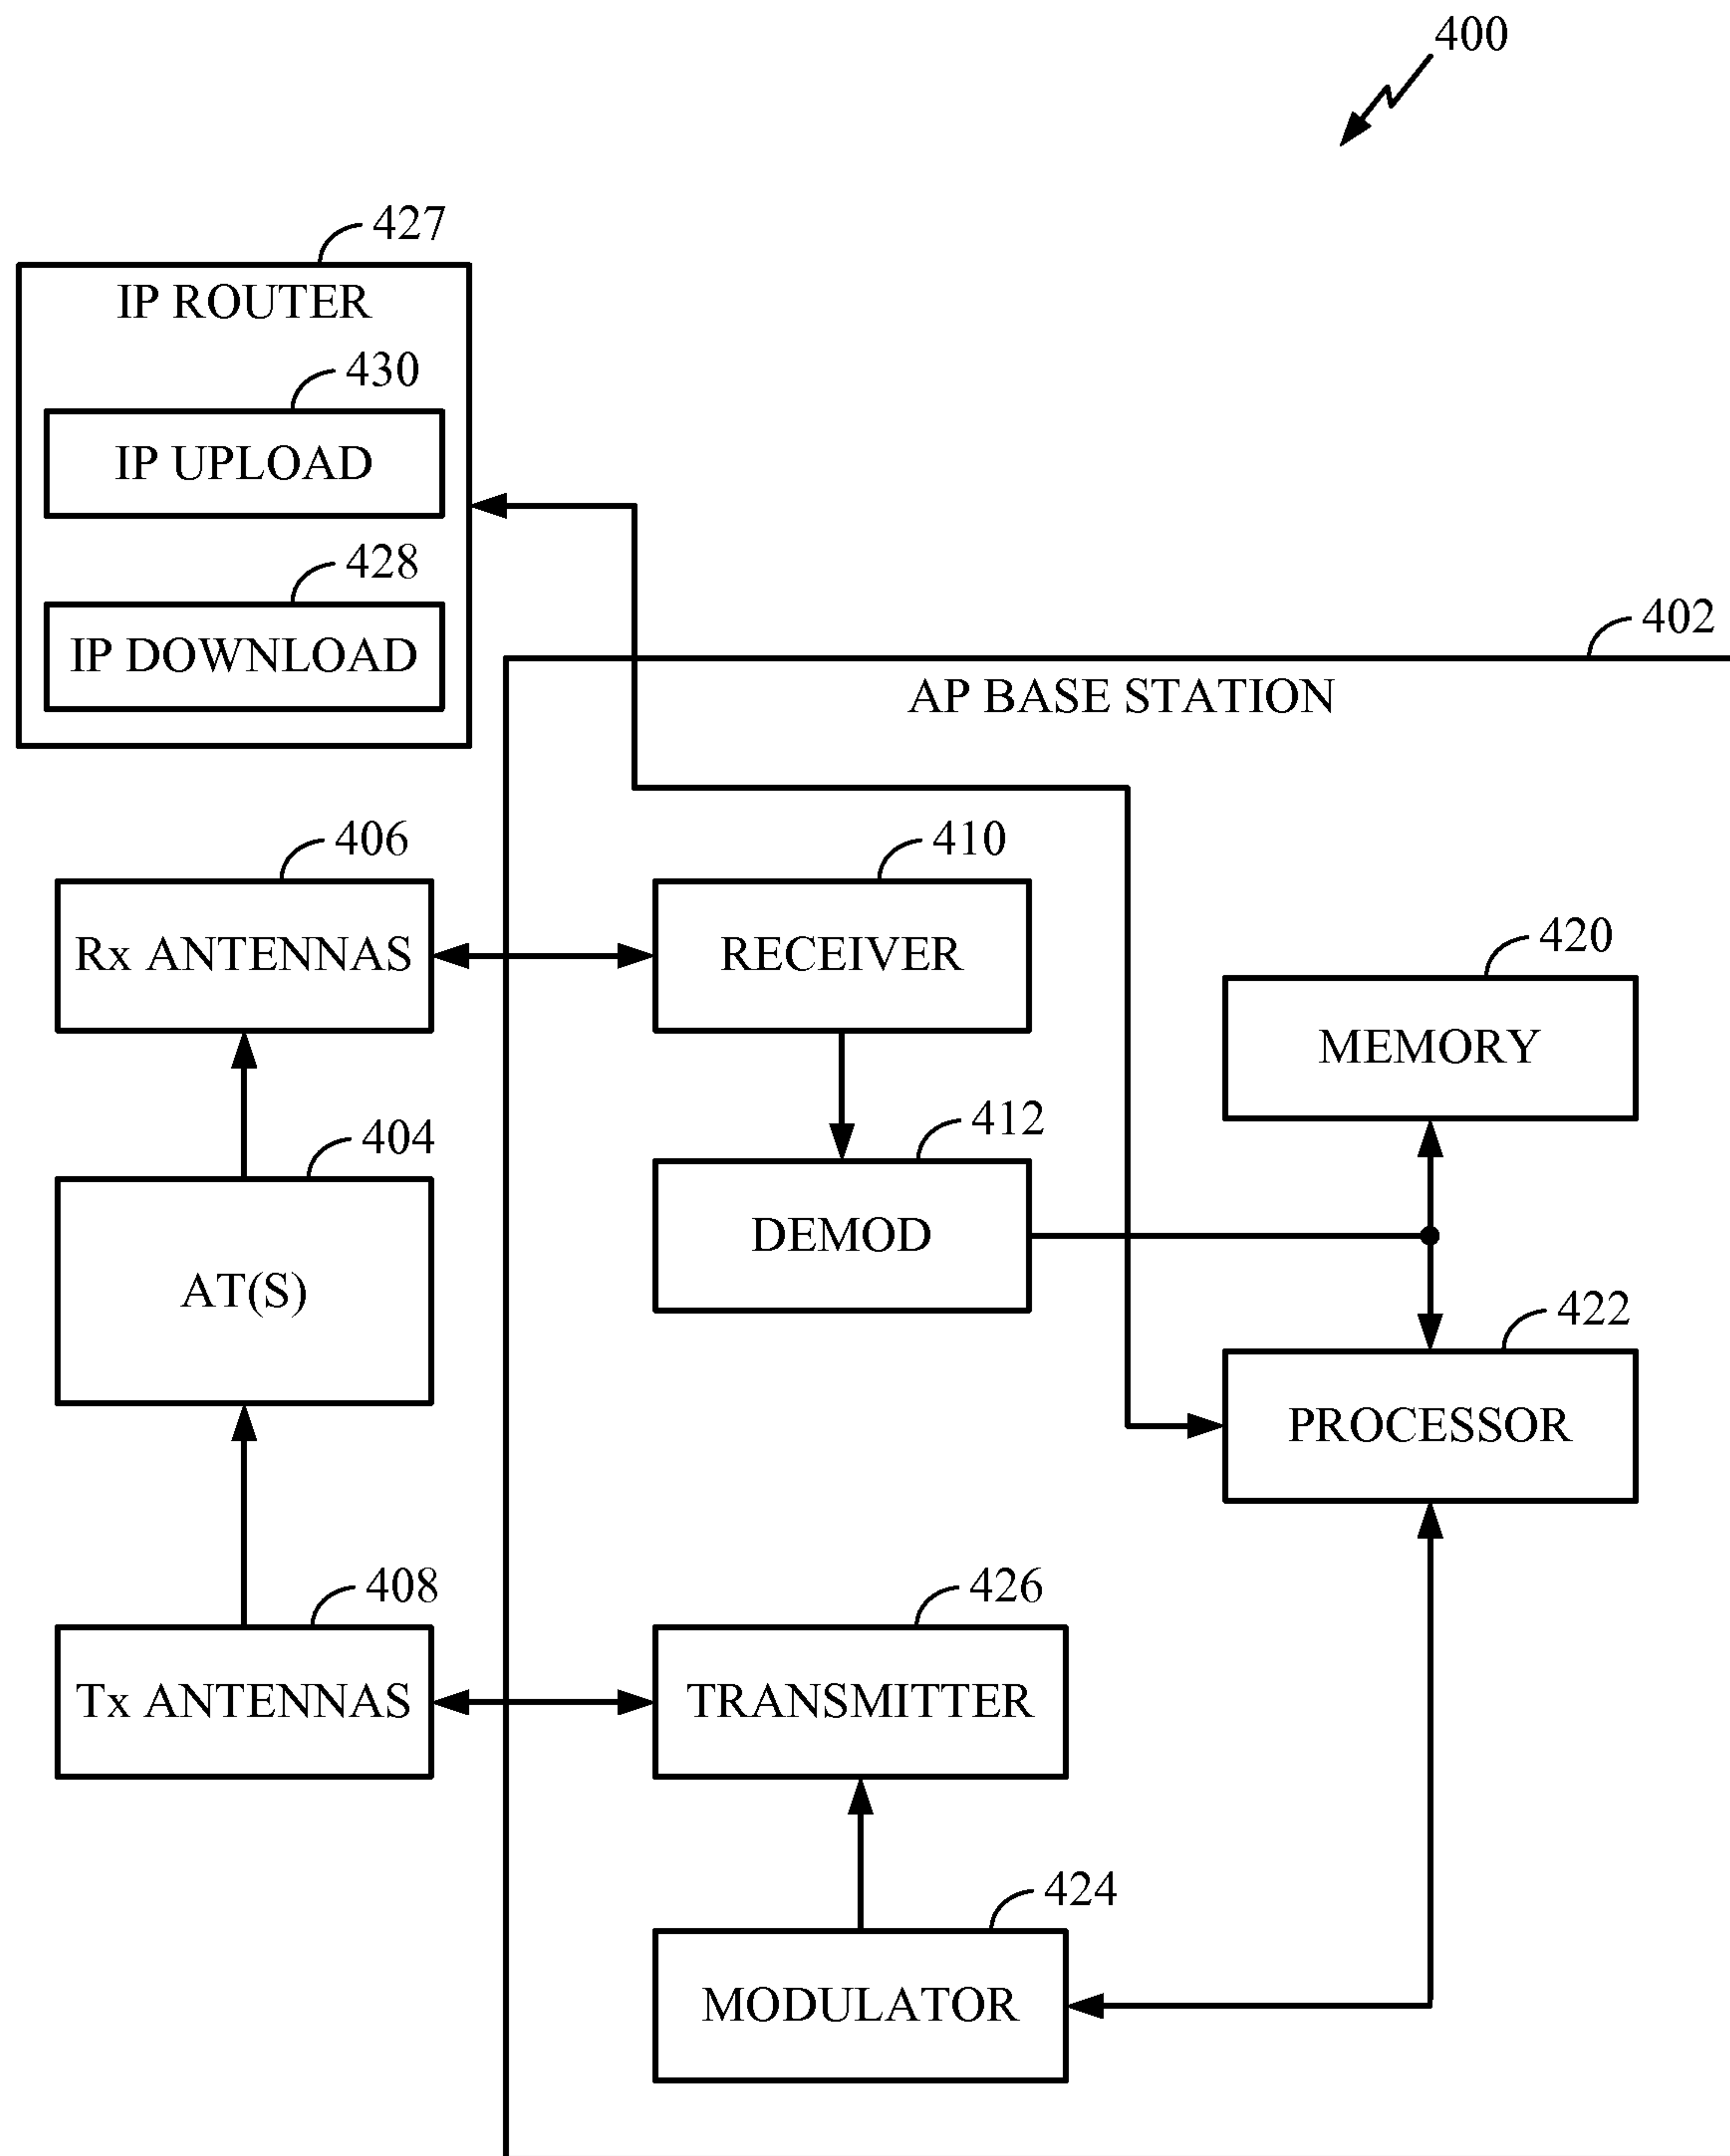 400
427
IP ROUTER
430
IP UPLOAD
428
IP DOWNLOAD
402
AP BASE STATION
406
Rx ANTENNAS
410
RECEIVER
420
MEMORY
404
AT(S)
412
DEMOD
422
PROCESSOR
408
Tx ANTENNAS
426
TRANSMITTER
424
MODULATOR